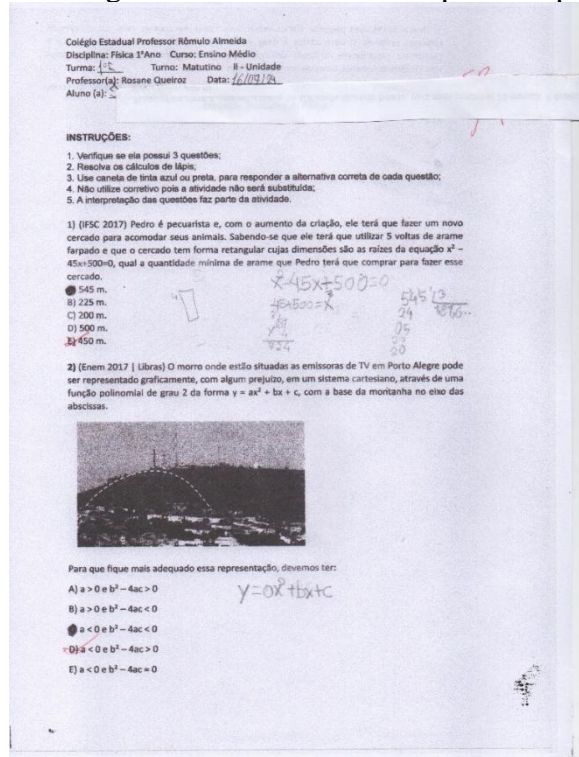 Colégio Estadual Professor Rômulo Almeida
Disciplina: Física 1ºAno Curso: Ensino Médio
Turma: Turno: Matutino II - Unidade
Professor(a): Rosane Queiroz Data: 16/07/24
Aluno (a):
INSTRUÇÕES:
1. Verifique se ela possui 3 questões;
2. Resolva os cálculos de lápis;
3. Use caneta de tinta azul ou preta, para responder a alternativa correta de cada questão;
4. Não utilize corretivo pois a atividade não será substituída;
5. A interpretação das questões faz parte da atividade.
1) (IFSC 2017) Pedro é pecuarista e, com o aumento da criação, ele terá que fazer um novo
cercado para acomodar seus animais. Sabendo-se que ele terá que utilizar 5 voltas de arame
farpado e que o cercado tem forma retangular cujas dimensões são as raízes da equação x² –
45x+500=0, qual a quantidade mínima de arame que Pedro terá que comprar para fazer esse
cercado.
x²-45x+500=0
545 m.
B) 225 m.
C) 200 m.
D) 500 m.
E) 450 m.
45+500=x
545 3
24
05
2) (Enem 2017 | Libras) O morro onde estão situadas as emissoras de TV em Porto Alegre pode
ser representado graficamente, com algum prejuízo, em um sistema cartesiano, através de uma
função polinomial de grau 2 da forma y = ax² + bx + c, com a base da montanha no eixo das
abscissas.
Para que fique mais adequado essa representação, devemos ter:
A) a > 0 e b² – 4ac > 0
y=ax²+bx+c
B) a > 0 e b² – 4ac < 0
a < 0 e b² – 4ac < 0
D) a < 0 e b² – 4ac > 0
E) a < 0 e b² – 4ac = 0